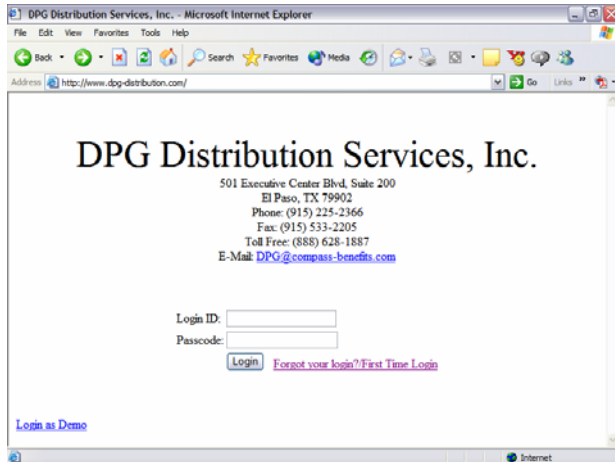 DPG Distribution Services, Inc. - Microsoft Internet Explorer
File Edit View Favorites Tools Help
Back Search Favorites Media
Address http://www.dpg-distribution.com/ Go Links »
DPG Distribution Services, Inc.
501 Executive Center Blvd, Suite 200
El Paso, TX 79902
Phone: (915) 225-2366
Fax: (915) 533-2205
Toll Free: (888) 628-1887
E-Mail: DPG@compass-benefits.com
Login ID:
Passcode:
Login Forgot your login?/First Time Login
Login as Demo
Internet